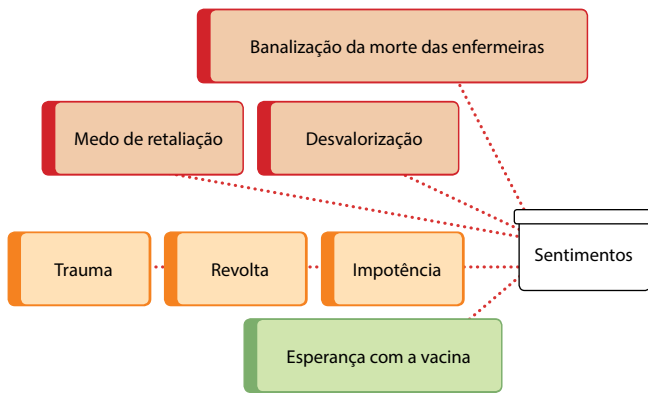 Banalização da morte das enfermeiras
Medo de retaliação
Desvalorização
Sentimentos
Trauma
Revolta
Impotência
Esperança com a vacina